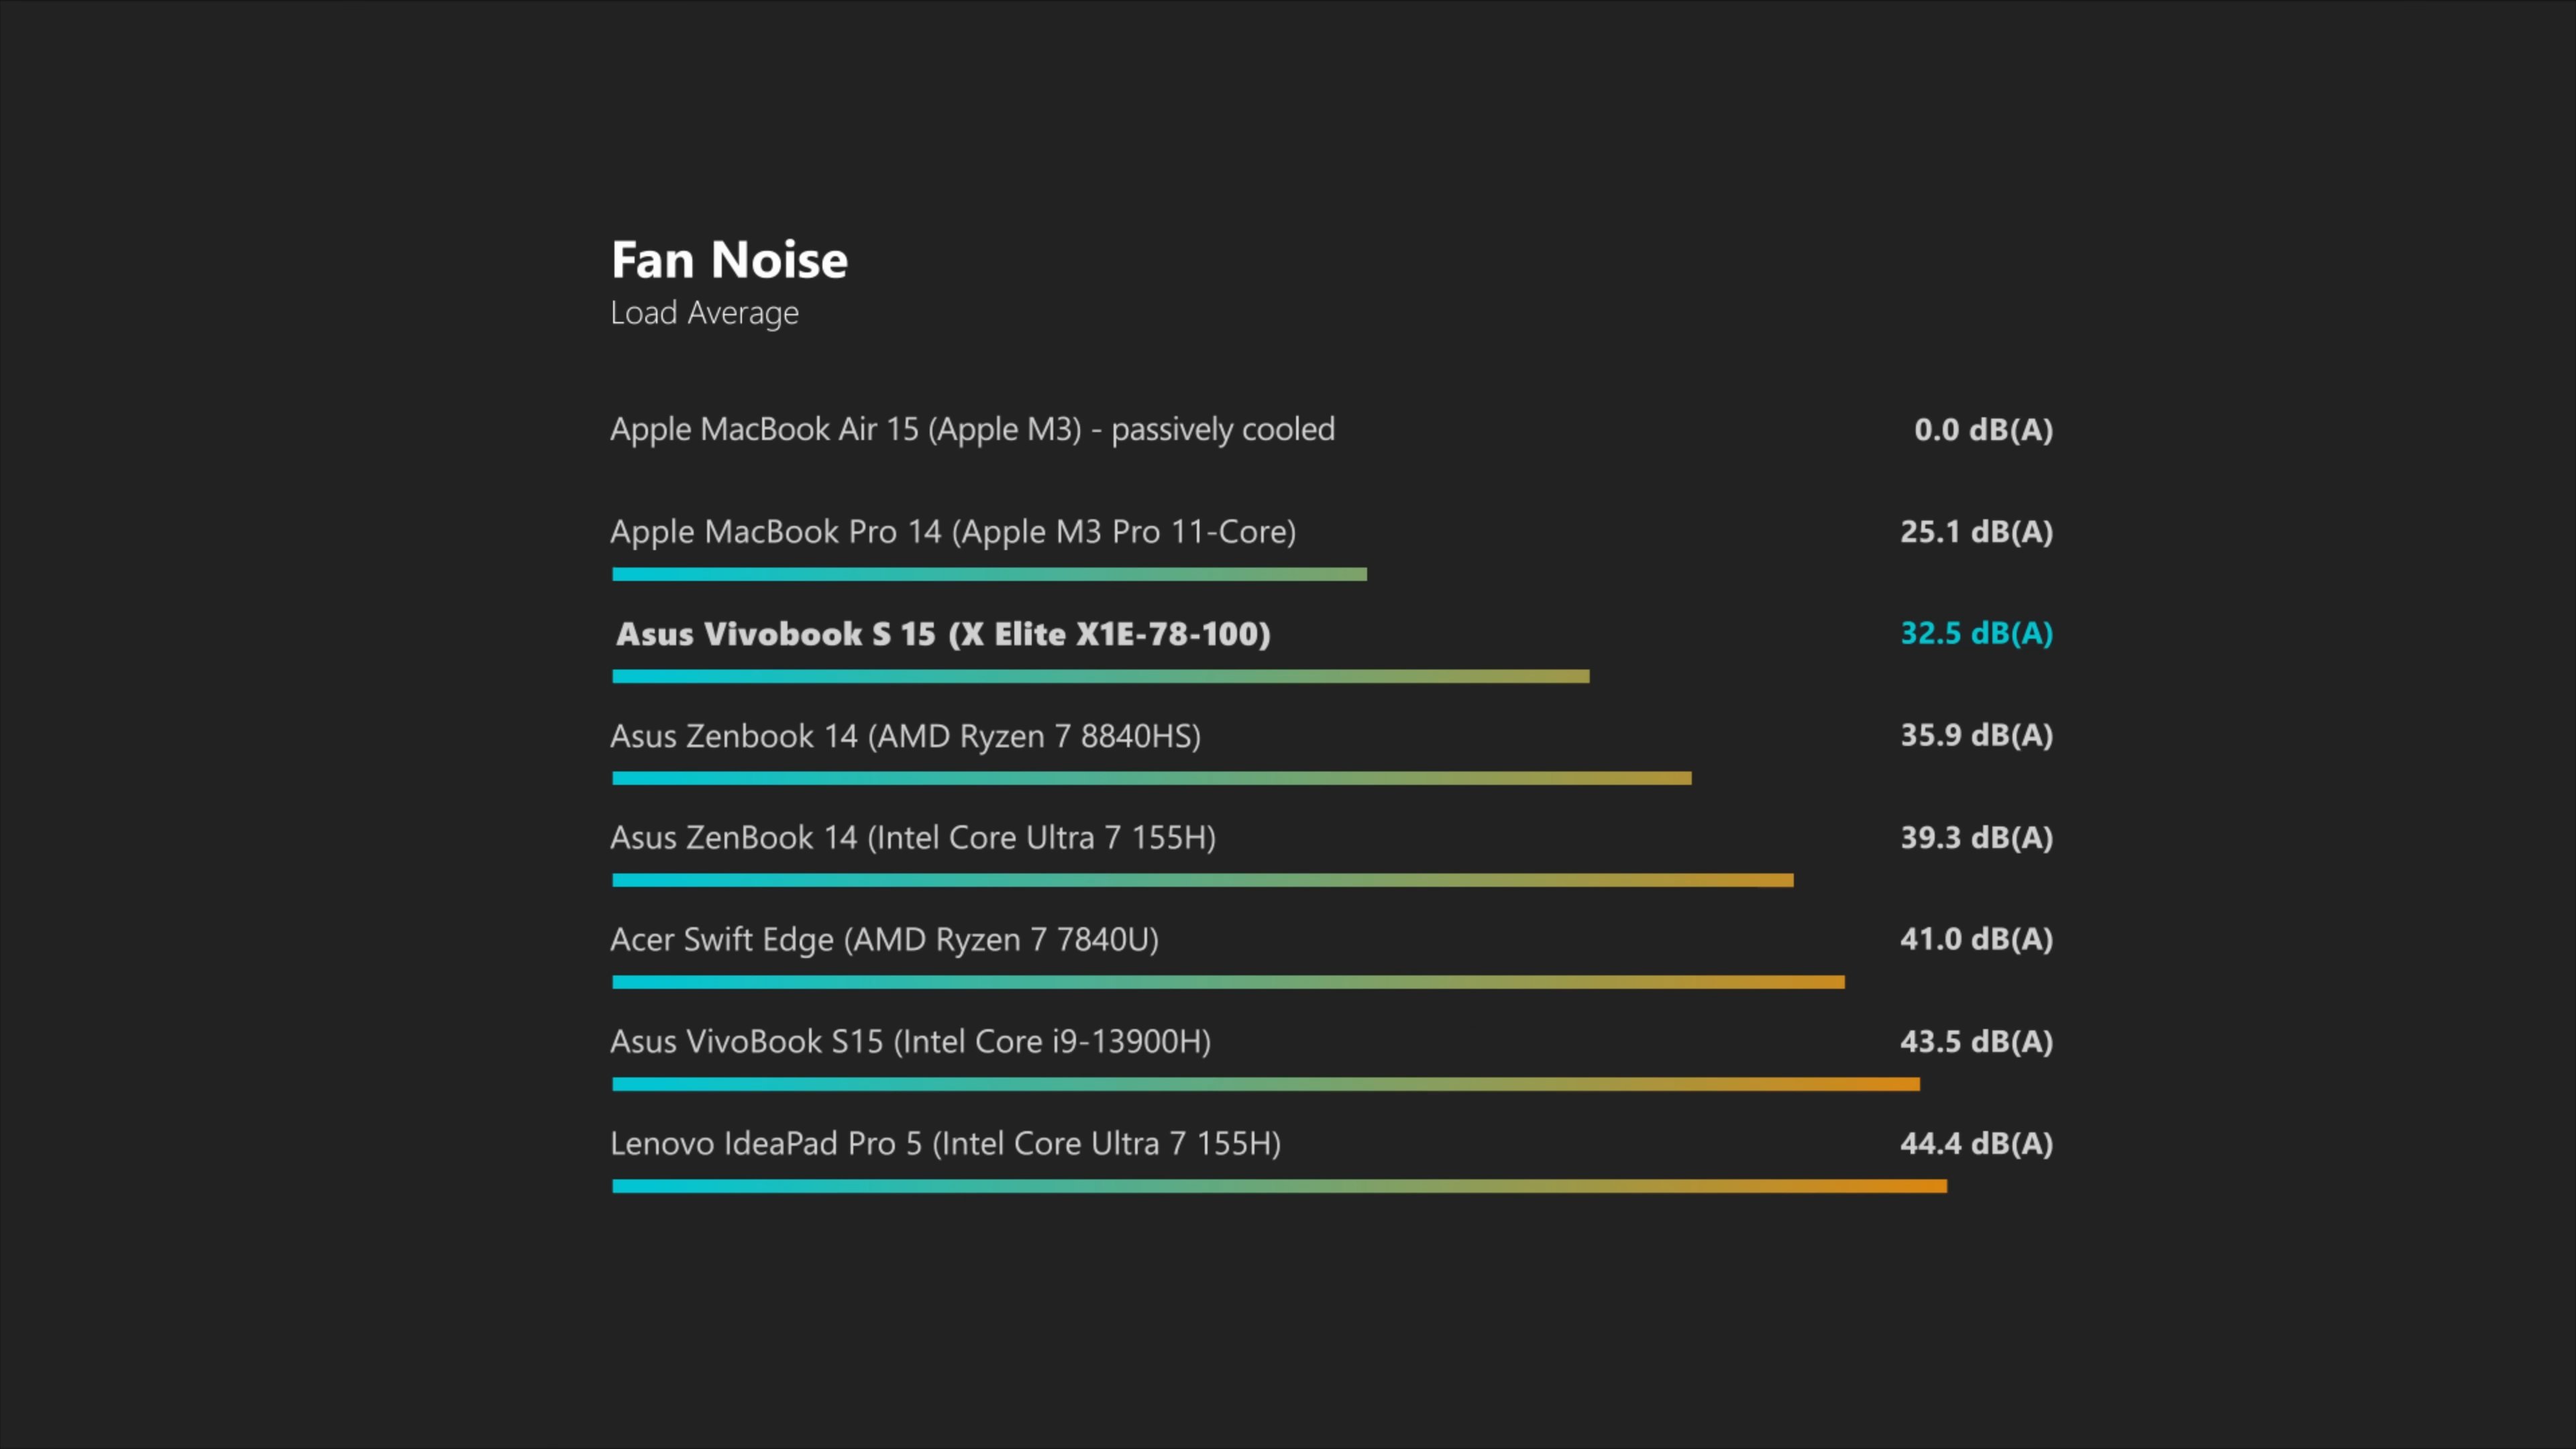 Fan Noise
Load Average
Apple MacBook Air 15 (Apple M3) - passively cooled 0.0 dB(A)
Apple MacBook Pro 14 (Apple M3 Pro 11-Core) 25.1 dB(A)
Asus Vivobook S 15 (X Elite X1E-78-100) 32.5 dB(A)
Asus Zenbook 14 (AMD Ryzen 7 8840HS) 35.9 dB(A)
Asus ZenBook 14 (Intel Core Ultra 7 155H) 39.3 dB(A)
Acer Swift Edge (AMD Ryzen 7 7840U) 41.0 dB(A)
Asus VivoBook S15 (Intel Core i9-13900H) 43.5 dB(A)
Lenovo IdeaPad Pro 5 (Intel Core Ultra 7 155H) 44.4 dB(A)